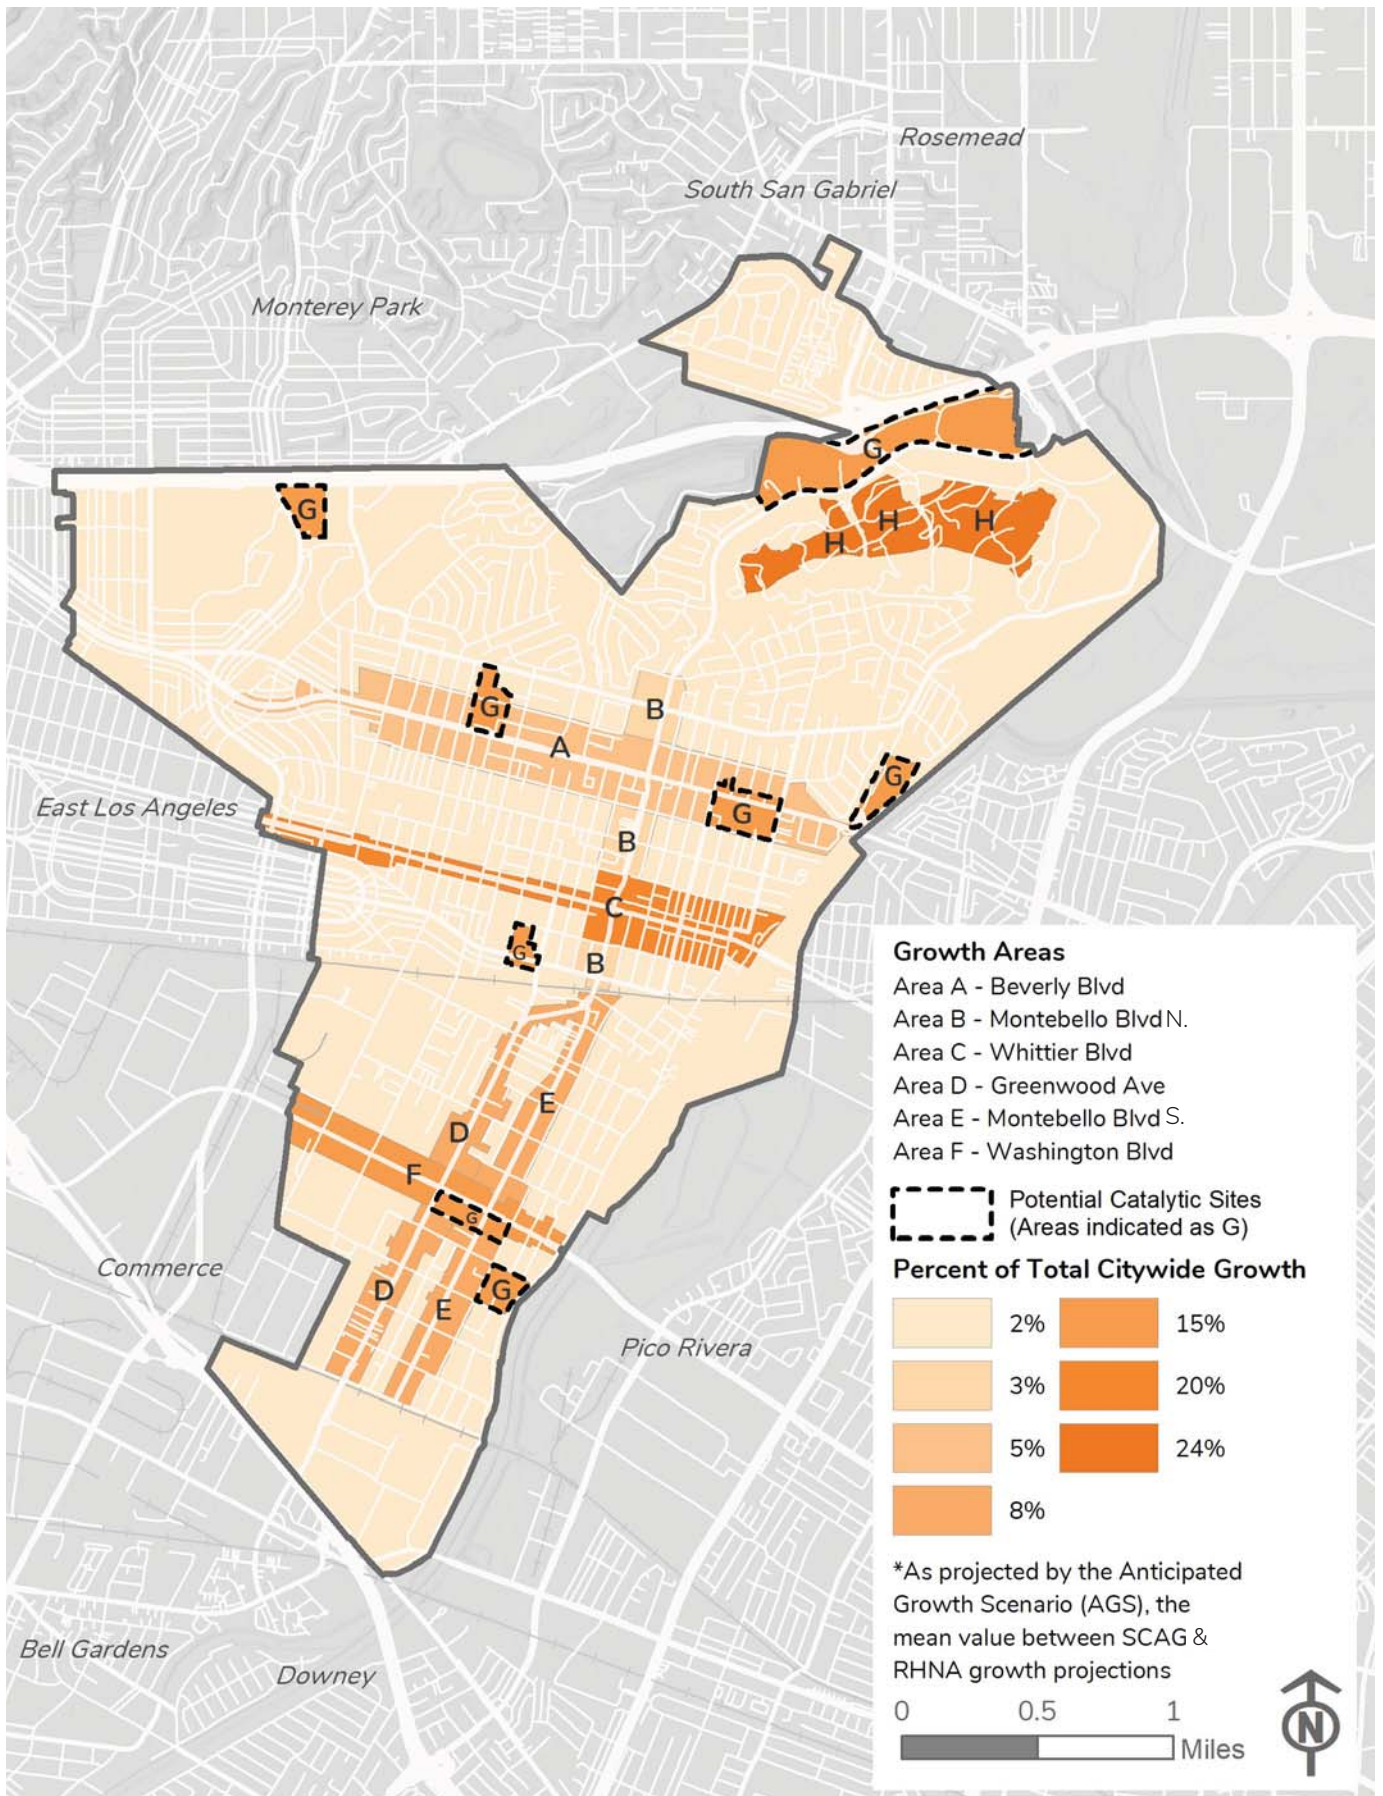 Rosemead
South San Gabriel
Monterey Park
G
G
H
H
H
G
B
A
G
G
East Los Angeles
B
C
G
B
E
D
F
G
Commerce
D
E
G
Pico Rivera
Bell Gardens
Downey
Growth Areas
Area A - Beverly Blvd
Area B - Montebello Blvd N.
Area C - Whittier Blvd
Area D - Greenwood Ave
Area E - Montebello Blvd S.
Area F - Washington Blvd
Potential Catalytic Sites
(Areas indicated as G)
Percent of Total Citywide Growth
2% 15%
3% 20%
5% 24%
8%
*As projected by the Anticipated
Growth Scenario (AGS), the
mean value between SCAG &
RHNA growth projections
0 0.5 1
Miles
N